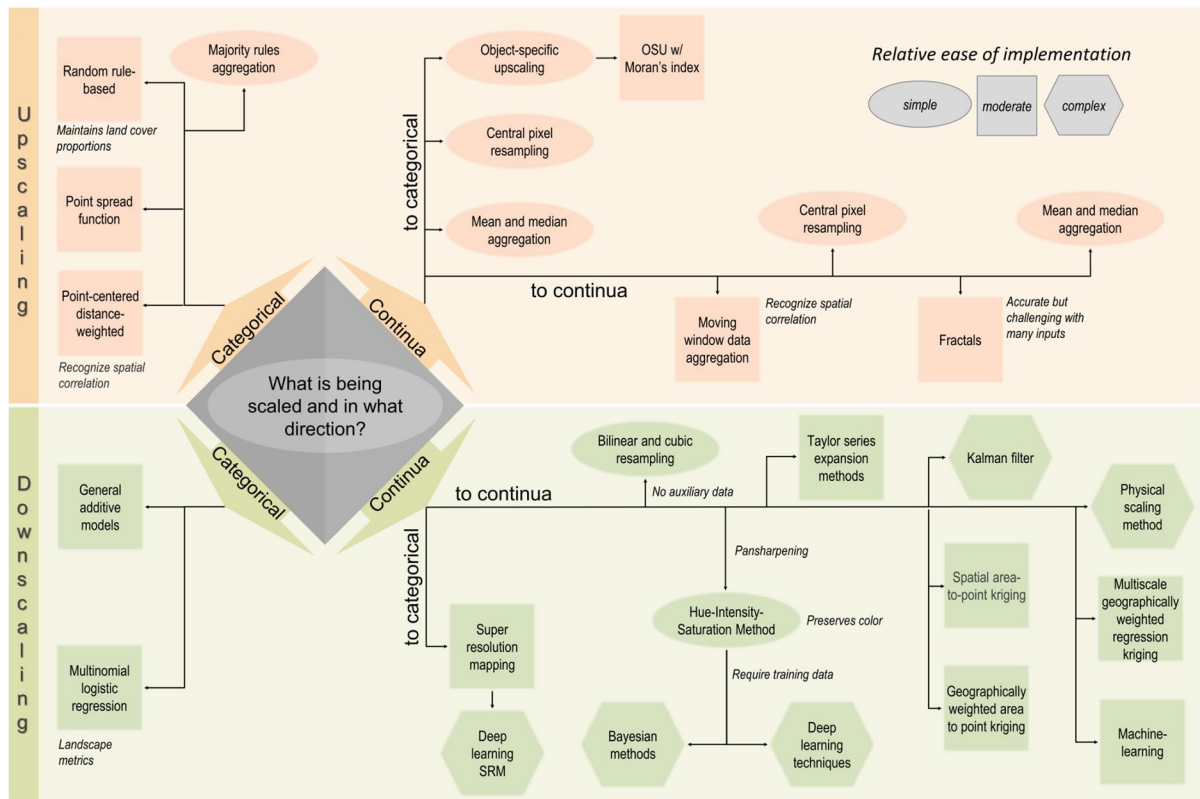 Upscaling
Random rule-
based
Maintains land cover
proportions
Majority rules
aggregation
Point spread
function
Point-centered
distance-
weighted
Recognize spatial
correlation
Categorical
Continua
to categorical
Object-specific
upscaling
OSU w/
Moran's index
Central pixel
resampling
Mean and median
aggregation
Relative ease of implementation
simple
moderate
complex
to continua
Moving
window data
aggregation
Recognize spatial
correlation
Central pixel
resampling
Fractals
Accurate but
challenging with
many inputs
Mean and median
aggregation
What is being
scaled and in what
direction?
Downscaling
Categorical
Continua
General
additive
models
Multinomial
logistic
regression
Landscape
metrics
to categorical
Super
resolution
mapping
Deep
learning
SRM
to continua
Bilinear and cubic
resampling
No auxiliary data
Pansharpening
Hue-Intensity-
Saturation Method
Preserves color
Require training data
Bayesian
methods
Deep
learning
techniques
Taylor series
expansion
methods
Kalman filter
Spatial area-
to-point kriging
Geographically
weighted area
to point kriging
Physical
scaling
method
Multiscale
geographically
weighted
regression
kriging
Machine-
learning